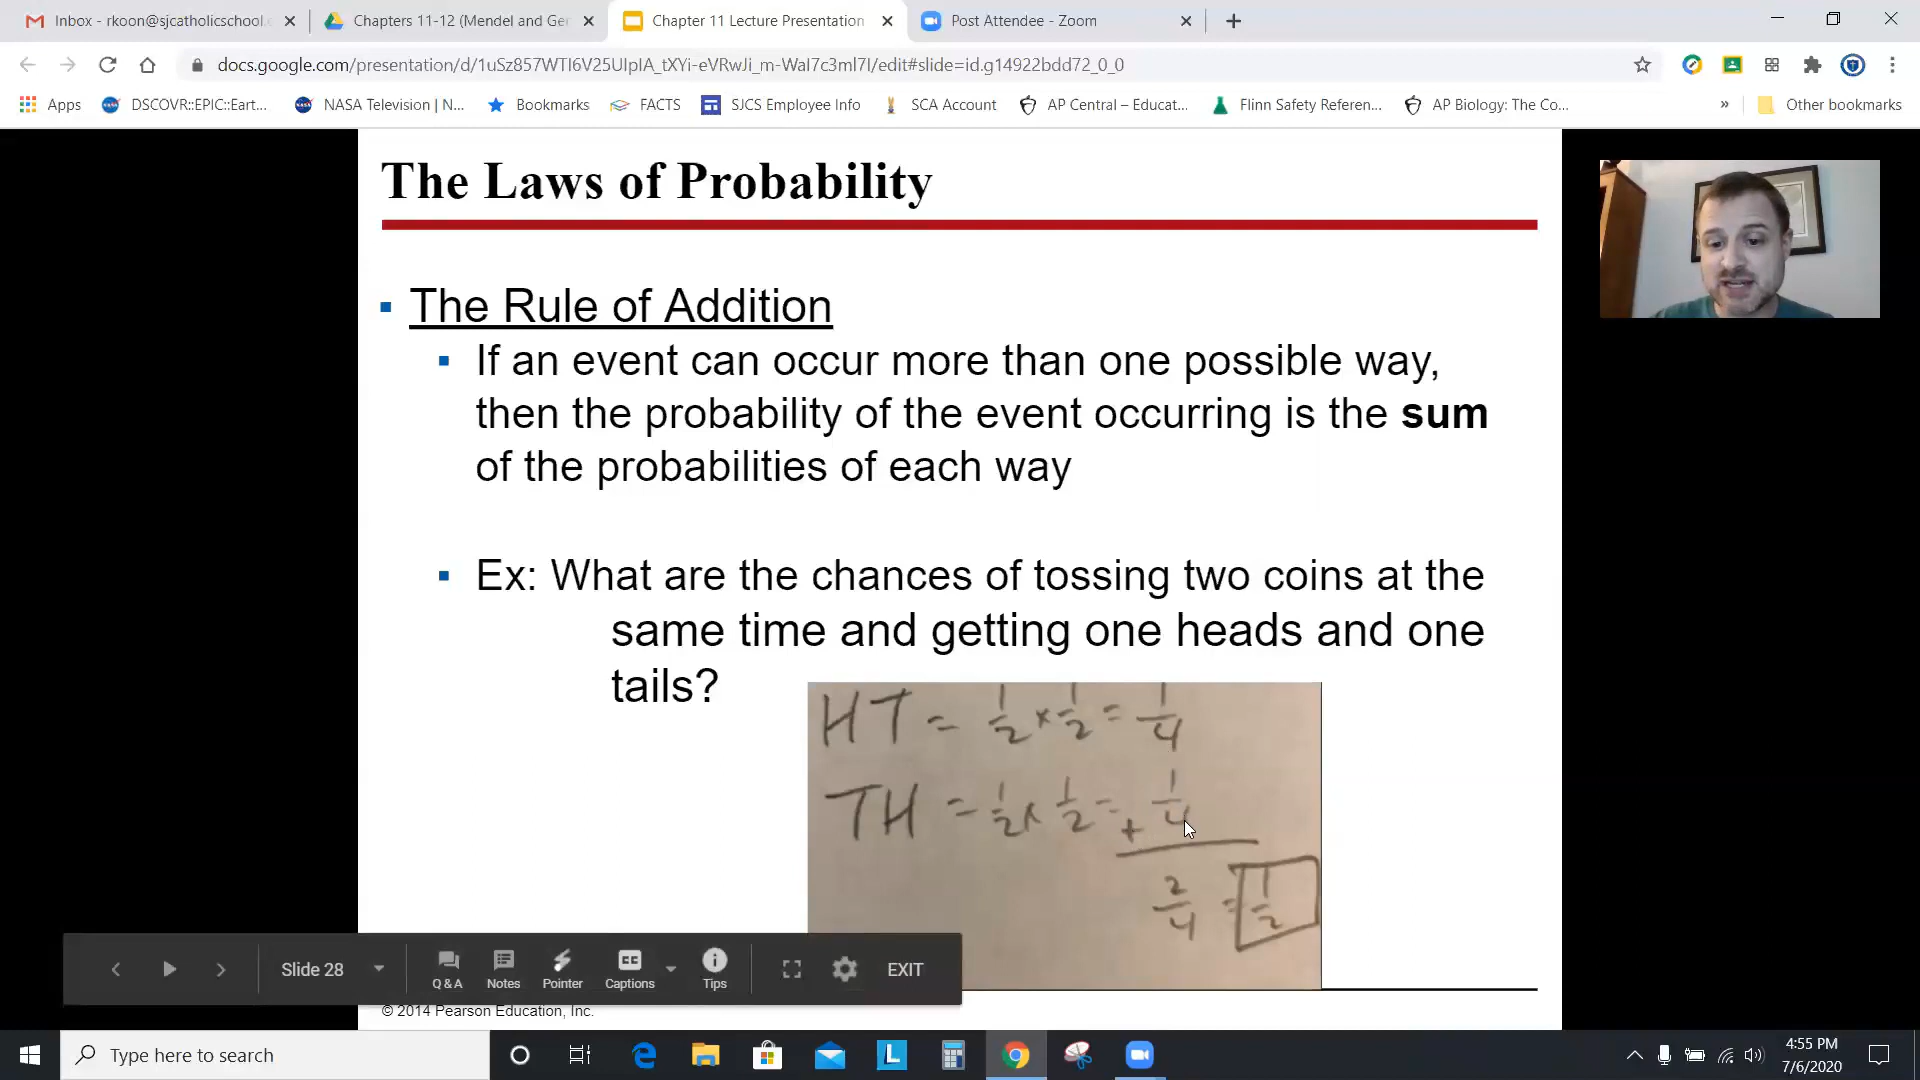 Inbox - rkoon@sjcatholicschool.
Chapters 11-12 (Mendel and Ge
Chapter 11 Lecture Presentation
Post Attendee - Zoom
docs.google.com/presentation/d/1uSz857WTI6V25UIpIA_tXYi-eVRwJi_m-WaI7c3mI7I/edit#slide=id.g14922bdd72_0_0
Apps
DSCOVR::EPIC::Eart...
NASA Television | N...
Bookmarks
FACTS
SJCS Employee Info
SCA Account
AP Central – Educat...
Flinn Safety Referen...
AP Biology: The Co...
»
Other bookmarks
The Laws of Probability
The Rule of Addition
If an event can occur more than one possible way,
then the probability of the event occurring is the sum
of the probabilities of each way
Ex: What are the chances of tossing two coins at the
same time and getting one heads and one
tails?
HT = 1/2 x 1/2 = 1/4
TH = 1/2 x 1/2 = + 1/4
2/4 = 1/2
Slide 28
Q & A
Notes
Pointer
CC
Captions
Tips
EXIT
© 2014 Pearson Education, Inc.
Type here to search
4:55 PM
7/6/2020